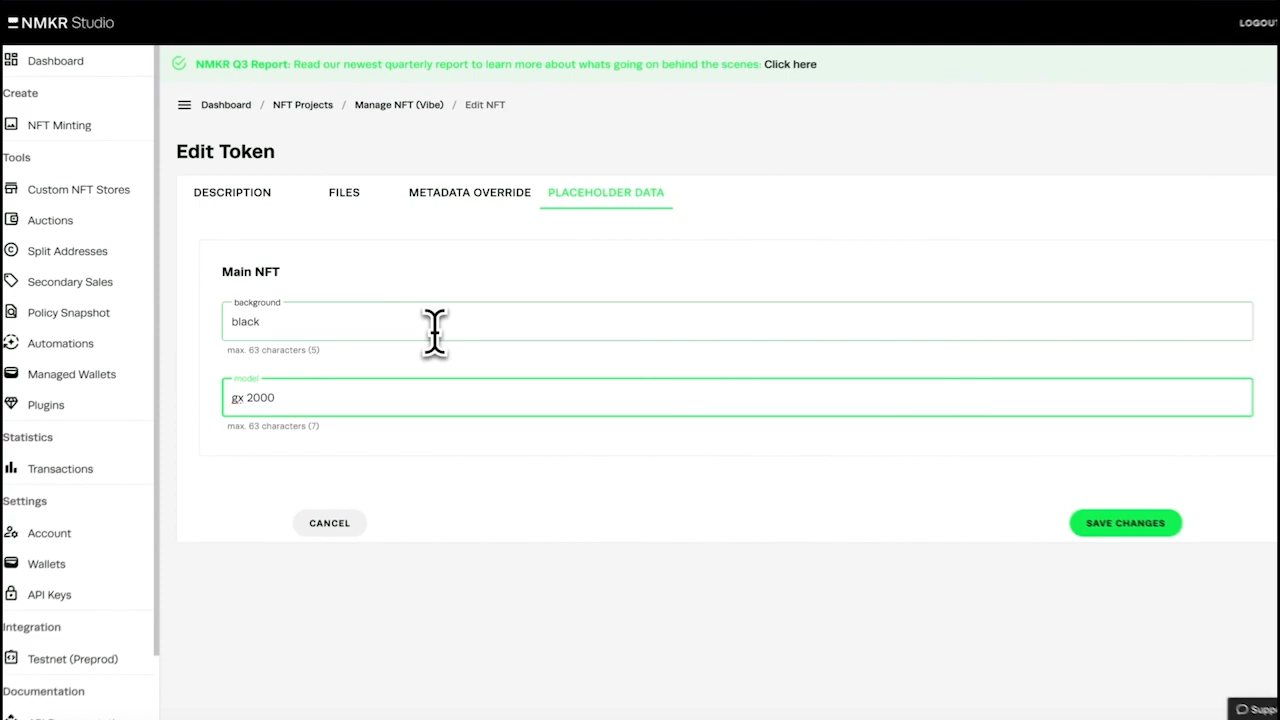 NMKR Studio
LOGOUT
Dashboard
Create
NFT Minting
Tools
Custom NFT Stores
Auctions
Split Addresses
Secondary Sales
Policy Snapshot
Automations
Managed Wallets
Plugins
Statistics
Transactions
Settings
Account
Wallets
API Keys
Integration
Testnet (Preprod)
Documentation
NMKR Q3 Report: Read our newest quarterly report to learn more about whats going on behind the scenes: Click here
Dashboard / NFT Projects / Manage NFT (Vibe) / Edit NFT
Edit Token
DESCRIPTION FILES METADATA OVERRIDE PLACEHOLDER DATA
Main NFT
background
black
max. 63 characters (5)
model
gx 2000
max. 63 characters (7)
CANCEL
SAVE CHANGES
Supp